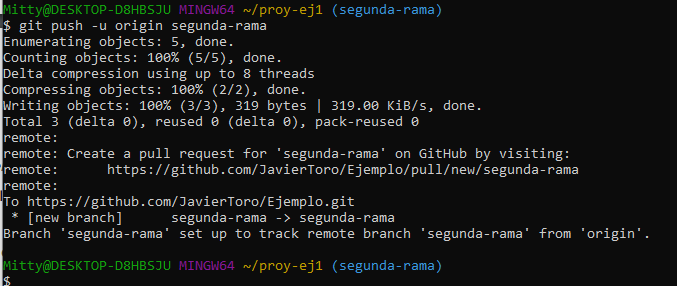 Mitty@DESKTOP-D8HBSJU MINGW64 ~/proy-ej1 (segunda-rama)
$ git push -u origin segunda-rama
Enumerating objects: 5, done.
Counting objects: 100% (5/5), done.
Delta compression using up to 8 threads
Compressing objects: 100% (2/2), done.
Writing objects: 100% (3/3), 319 bytes | 319.00 KiB/s, done.
Total 3 (delta 0), reused 0 (delta 0), pack-reused 0
remote:
remote: Create a pull request for 'segunda-rama' on GitHub by visiting:
remote:      https://github.com/JavierToro/Ejemplo/pull/new/segunda-rama
remote:
To https://github.com/JavierToro/Ejemplo.git
 * [new branch]      segunda-rama -> segunda-rama
Branch 'segunda-rama' set up to track remote branch 'segunda-rama' from 'origin'.
Mitty@DESKTOP-D8HBSJU MINGW64 ~/proy-ej1 (segunda-rama)
$